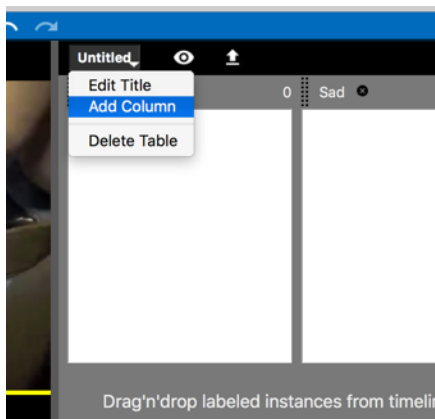 Untitled
Edit Title
Add Column
Delete Table
0
Sad
Drag'n'drop labeled instances from timeli